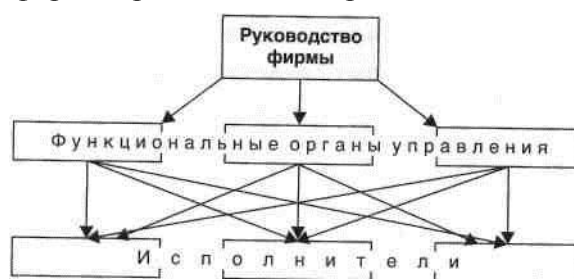 Руководство
фирмы
Функциональные органы управления
Исполнители